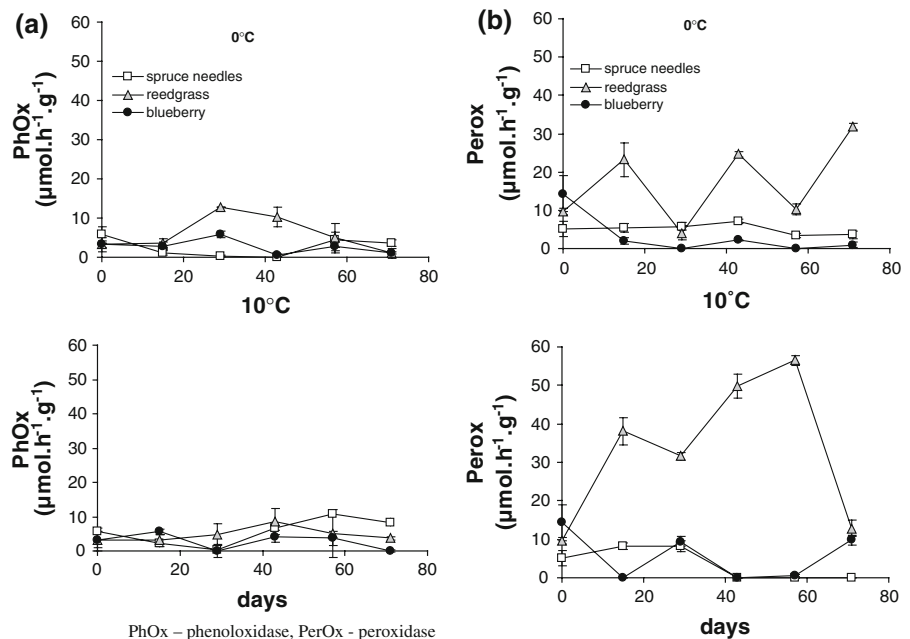 (a)
0°C
60
50
40
30
20
10
0
PhOx
(µmol.h⁻¹.g⁻¹)
spruce needles
reedgrass
blueberry
0 20 40 60 80
10°C
60
50
40
30
20
10
0
PhOx
(µmol.h⁻¹.g⁻¹)
0 20 40 60 80
days
PhOx – phenoloxidase, PerOx - peroxidase
(b)
0°C
60
50
40
30
20
10
0
Perox
(µmol.h⁻¹.g⁻¹)
spruce needles
reedgrass
blueberry
0 20 40 60 80
10°C
60
50
40
30
20
10
0
Perox
(µmol.h⁻¹.g⁻¹)
0 20 40 60 80
days